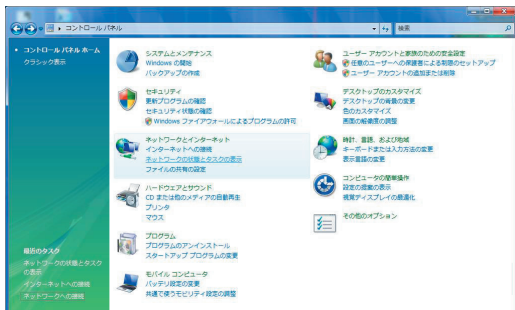 コントロール パネル
検索
コントロール パネル ホーム
クラシック表示
システムとメンテナンス
Windows の開始
バックアップの作成
セキュリティ
更新プログラムの確認
セキュリティ状態の確認
Windows ファイアウォールによるプログラムの許可
ネットワークとインターネット
インターネットへの接続
ネットワークの状態とタスクの表示
ファイルの共有の設定
ハードウェアとサウンド
CD または他のメディアの自動再生
プリンタ
マウス
プログラム
プログラムのアンインストール
スタートアップ プログラムの変更
モバイル コンピュータ
バッテリ設定の変更
共通で使うモビリティ設定の調整
ユーザー アカウントと家族のための安全設定
任意のユーザーへの保護者による制限のセットアップ
ユーザー アカウントの追加または削除
デスクトップのカスタマイズ
デスクトップの背景の変更
色のカスタマイズ
画面の解像度の調整
時計、言語、および地域
キーボードまたは入力方法の変更
表示言語の変更
コンピュータの簡単操作
設定の提案の表示
視覚ディスプレイの最適化
その他のオプション
最近のタスク
ネットワークの状態とタスク
の表示
インターネットへの接続
ネットワークへの接続